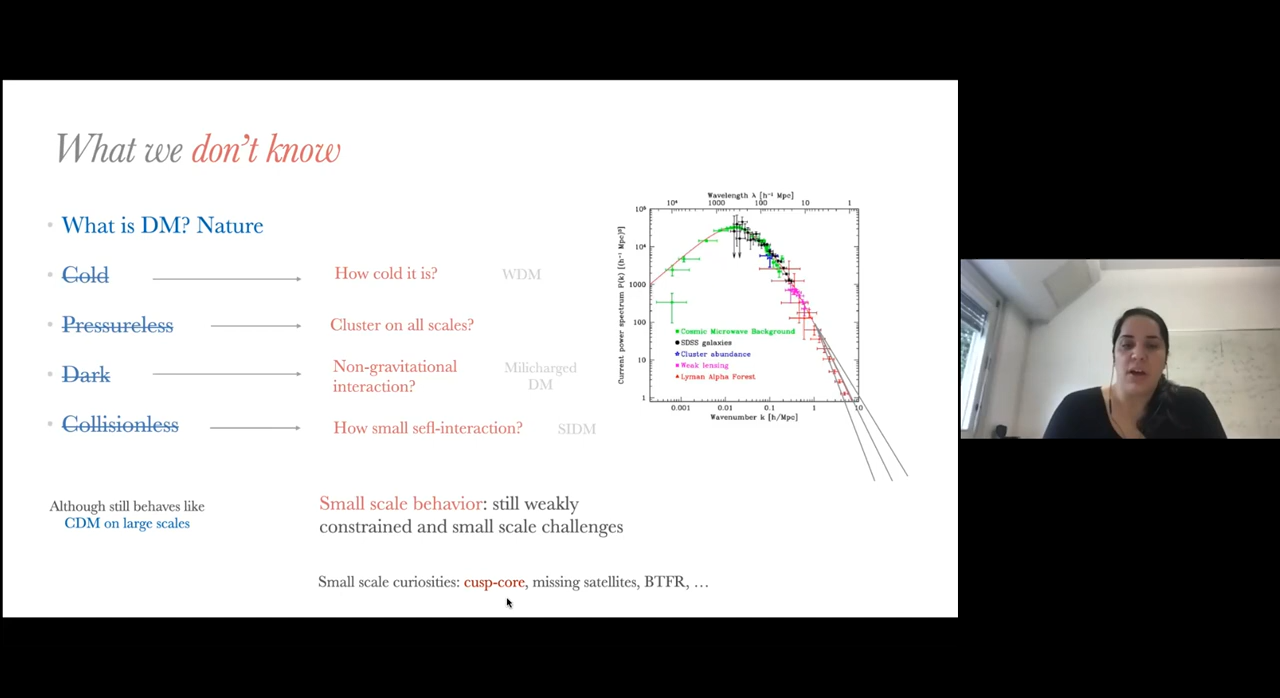 What we don't know
What is DM? Nature
Cold
How cold it is?
WDM
Pressureless
Cluster on all scales?
Dark
Non-gravitational
interaction?
Milicharged
DM
Collisionless
How small sefl-interaction?
SIDM
Although still behaves like
CDM on large scales
Small scale behavior: still weakly
constrained and small scale challenges
Small scale curiosities: cusp-core, missing satellites, BTFR, …
Wavelength λ [h⁻¹ Mpc]
10⁴ 1000 100 10 1
Current power spectrum P(k) [(h⁻¹ Mpc)³]
10⁵
10⁴
1000
100
10
1
Cosmic Microwave Background
SDSS galaxies
Cluster abundance
Weak lensing
Lyman Alpha Forest
0.001 0.01 0.1 1 10
Wavenumber k [h/Mpc]